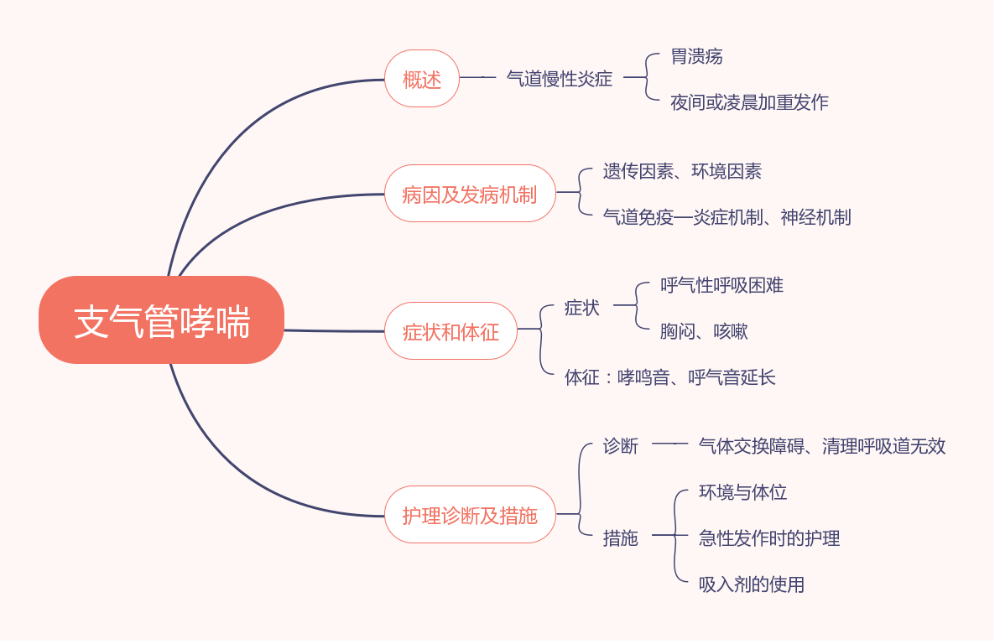 支气管哮喘
概述
气道慢性炎症
胃溃疡
夜间或凌晨加重发作
病因及发病机制
遗传因素、环境因素
气道免疫—炎症机制、神经机制
症状和体征
症状
呼气性呼吸困难
胸闷、咳嗽
体征：哮鸣音、呼气音延长
护理诊断及措施
诊断
气体交换障碍、清理呼吸道无效
措施
环境与体位
急性发作时的护理
吸入剂的使用